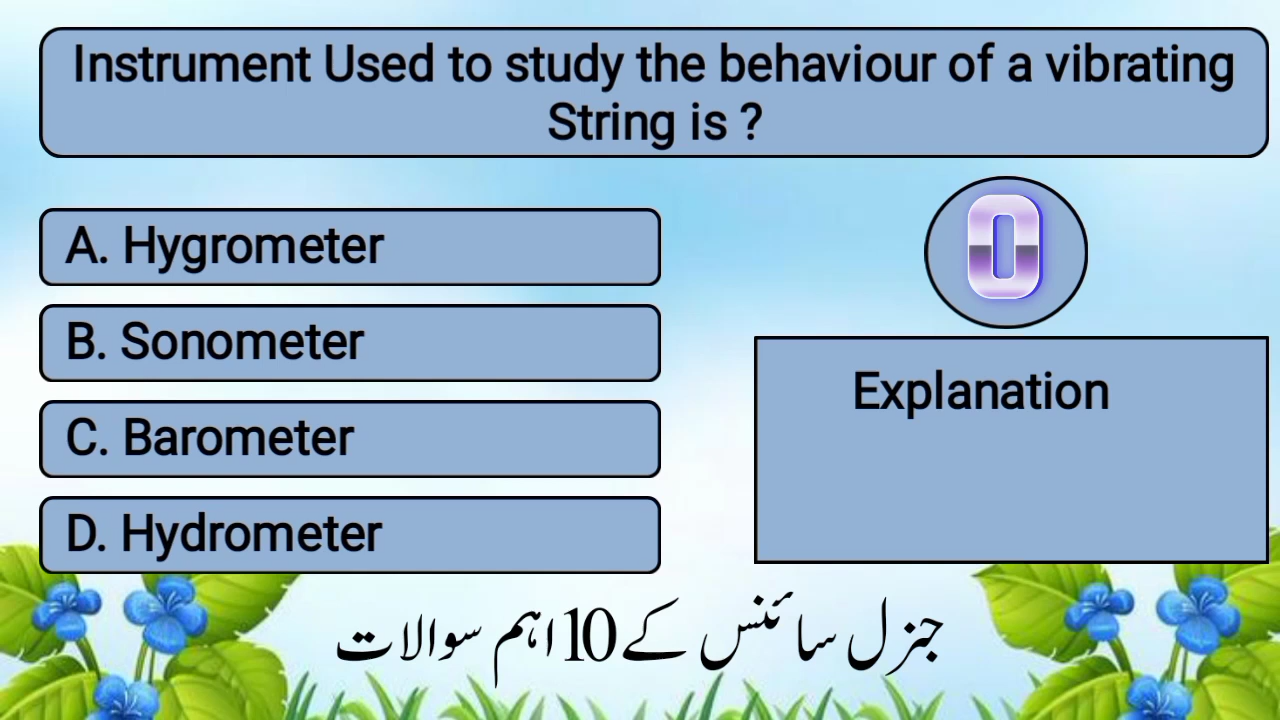 Instrument Used to study the behaviour of a vibrating
String is ?
A. Hygrometer
B. Sonometer
C. Barometer
D. Hydrometer
0
Explanation
جنرل سائنس کے 10 اہم سوالات